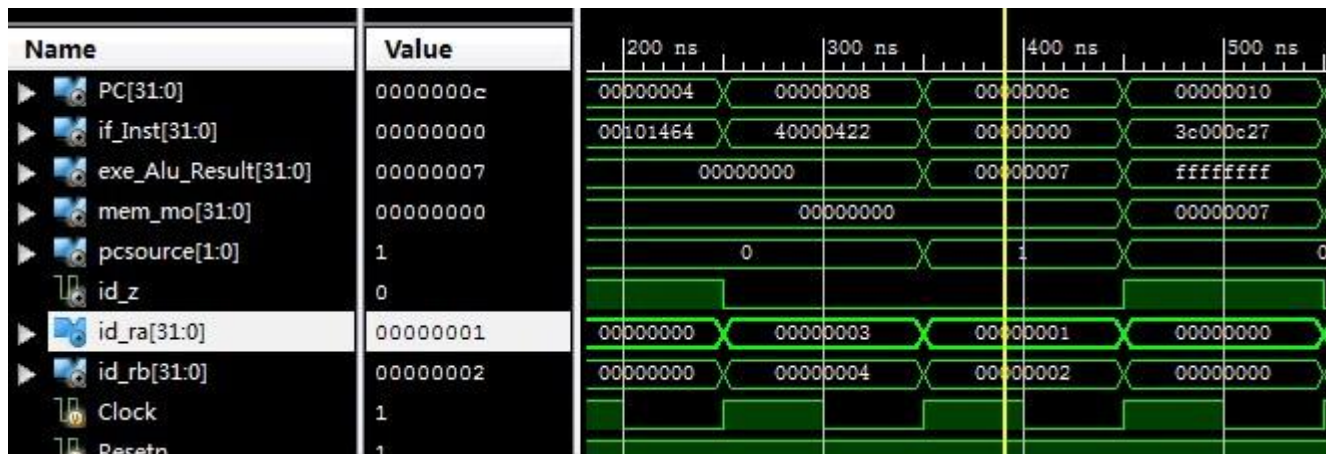 Name Value 200 ns 300 ns 400 ns 500 ns
PC[31:0] 0000000c 00000004 00000008 0000000c 00000010
if_Inst[31:0] 00000000 00101464 40000422 00000000 3c000c27
exe_Alu_Result[31:0] 00000007 00000000 00000007 ffffffff
mem_mo[31:0] 00000000 00000000 00000007
pcsource[1:0] 1 0 1 0
id_z 0
id_ra[31:0] 00000001 00000000 00000003 00000001 00000000
id_rb[31:0] 00000002 00000000 00000004 00000002 00000000
Clock 1
Resetn 1